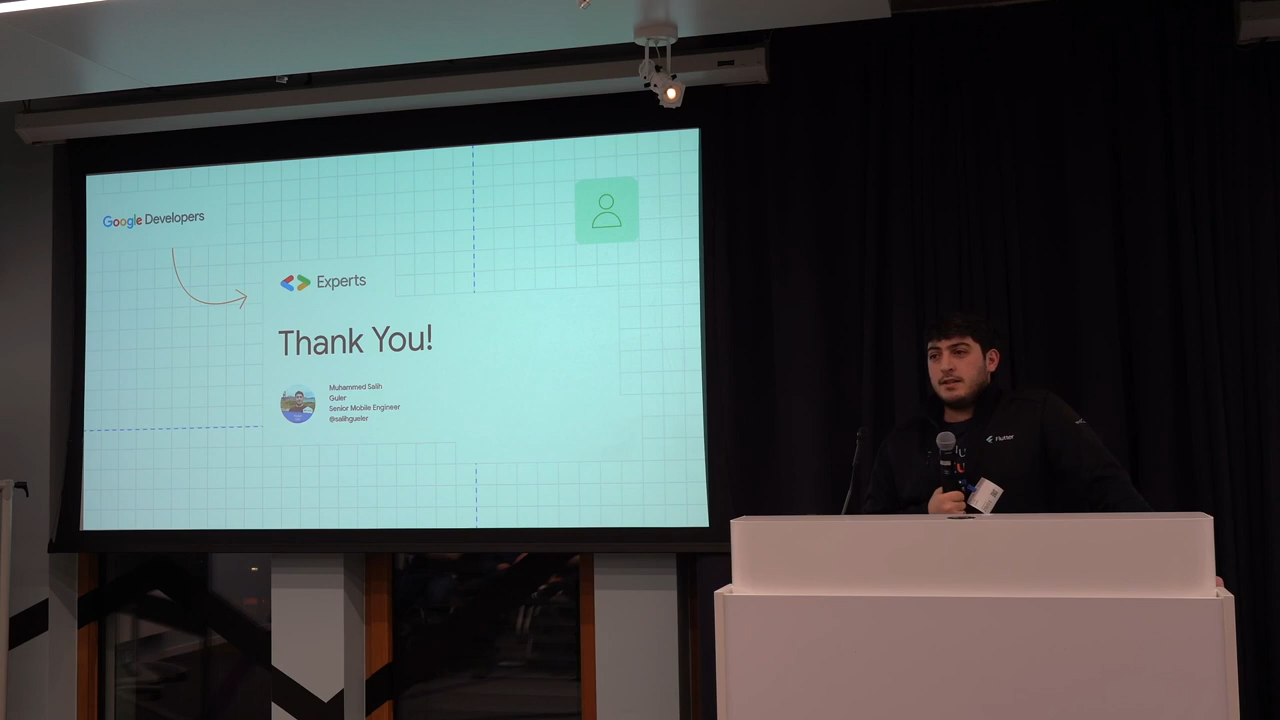 Google Developers
Experts
Thank You!
Muhammed Salih
Guler
Senior Mobile Engineer
@salihgueler
Flutter